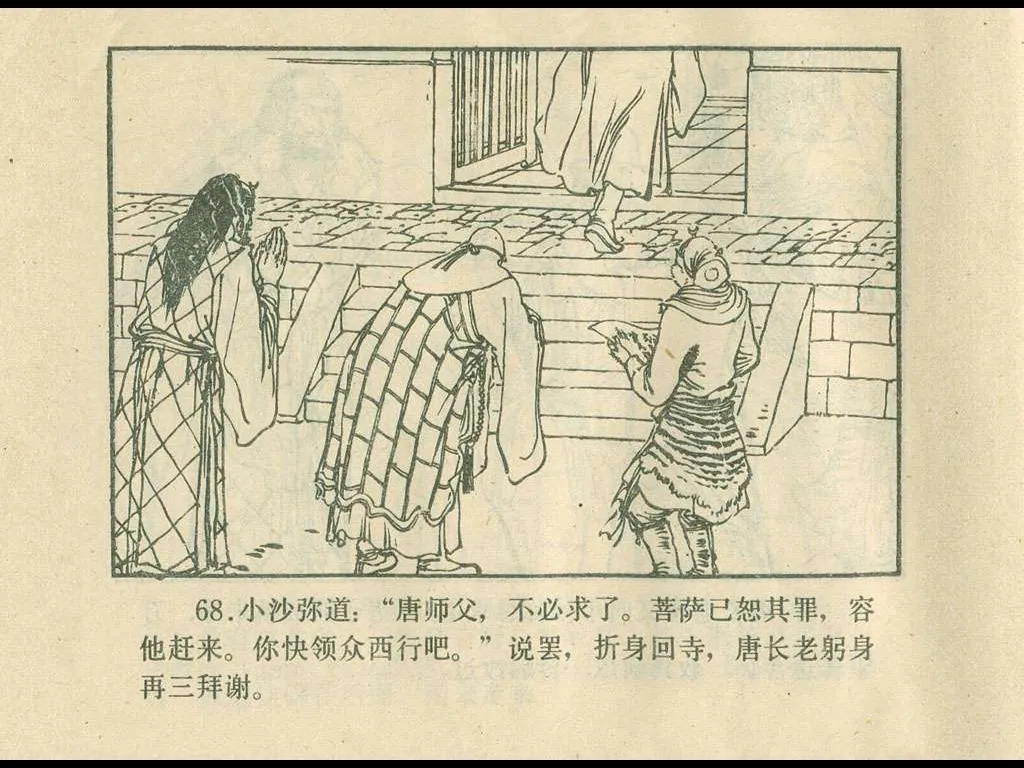 68.小沙弥道：“唐师父，不必求了。菩萨已恕其罪，容
他赶来。你快领众西行吧。”说罢，折身回寺，唐长老躬身
再三拜谢。